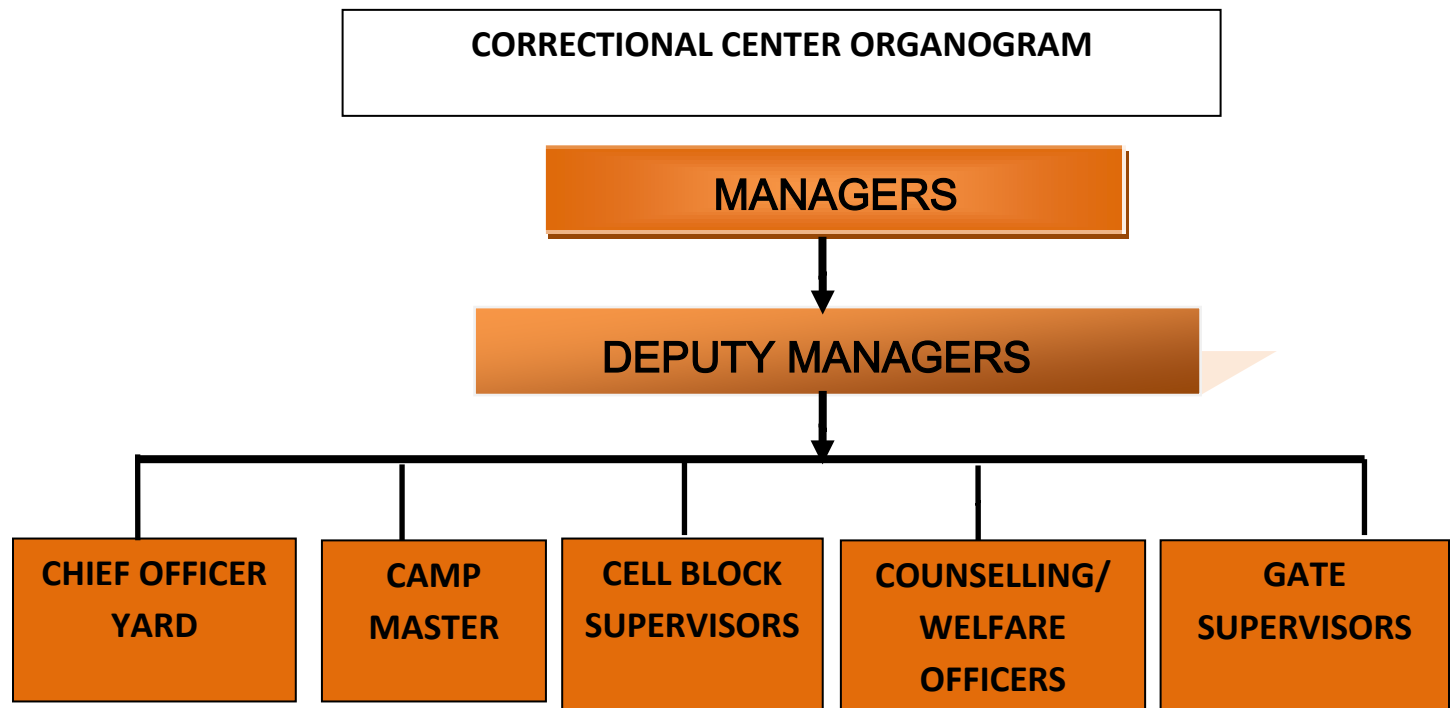 CORRECTIONAL CENTER ORGANOGRAM
MANAGERS
DEPUTY MANAGERS
CHIEF OFFICER
YARD
CAMP
MASTER
CELL BLOCK
SUPERVISORS
COUNSELLING/
WELFARE
OFFICERS
GATE
SUPERVISORS